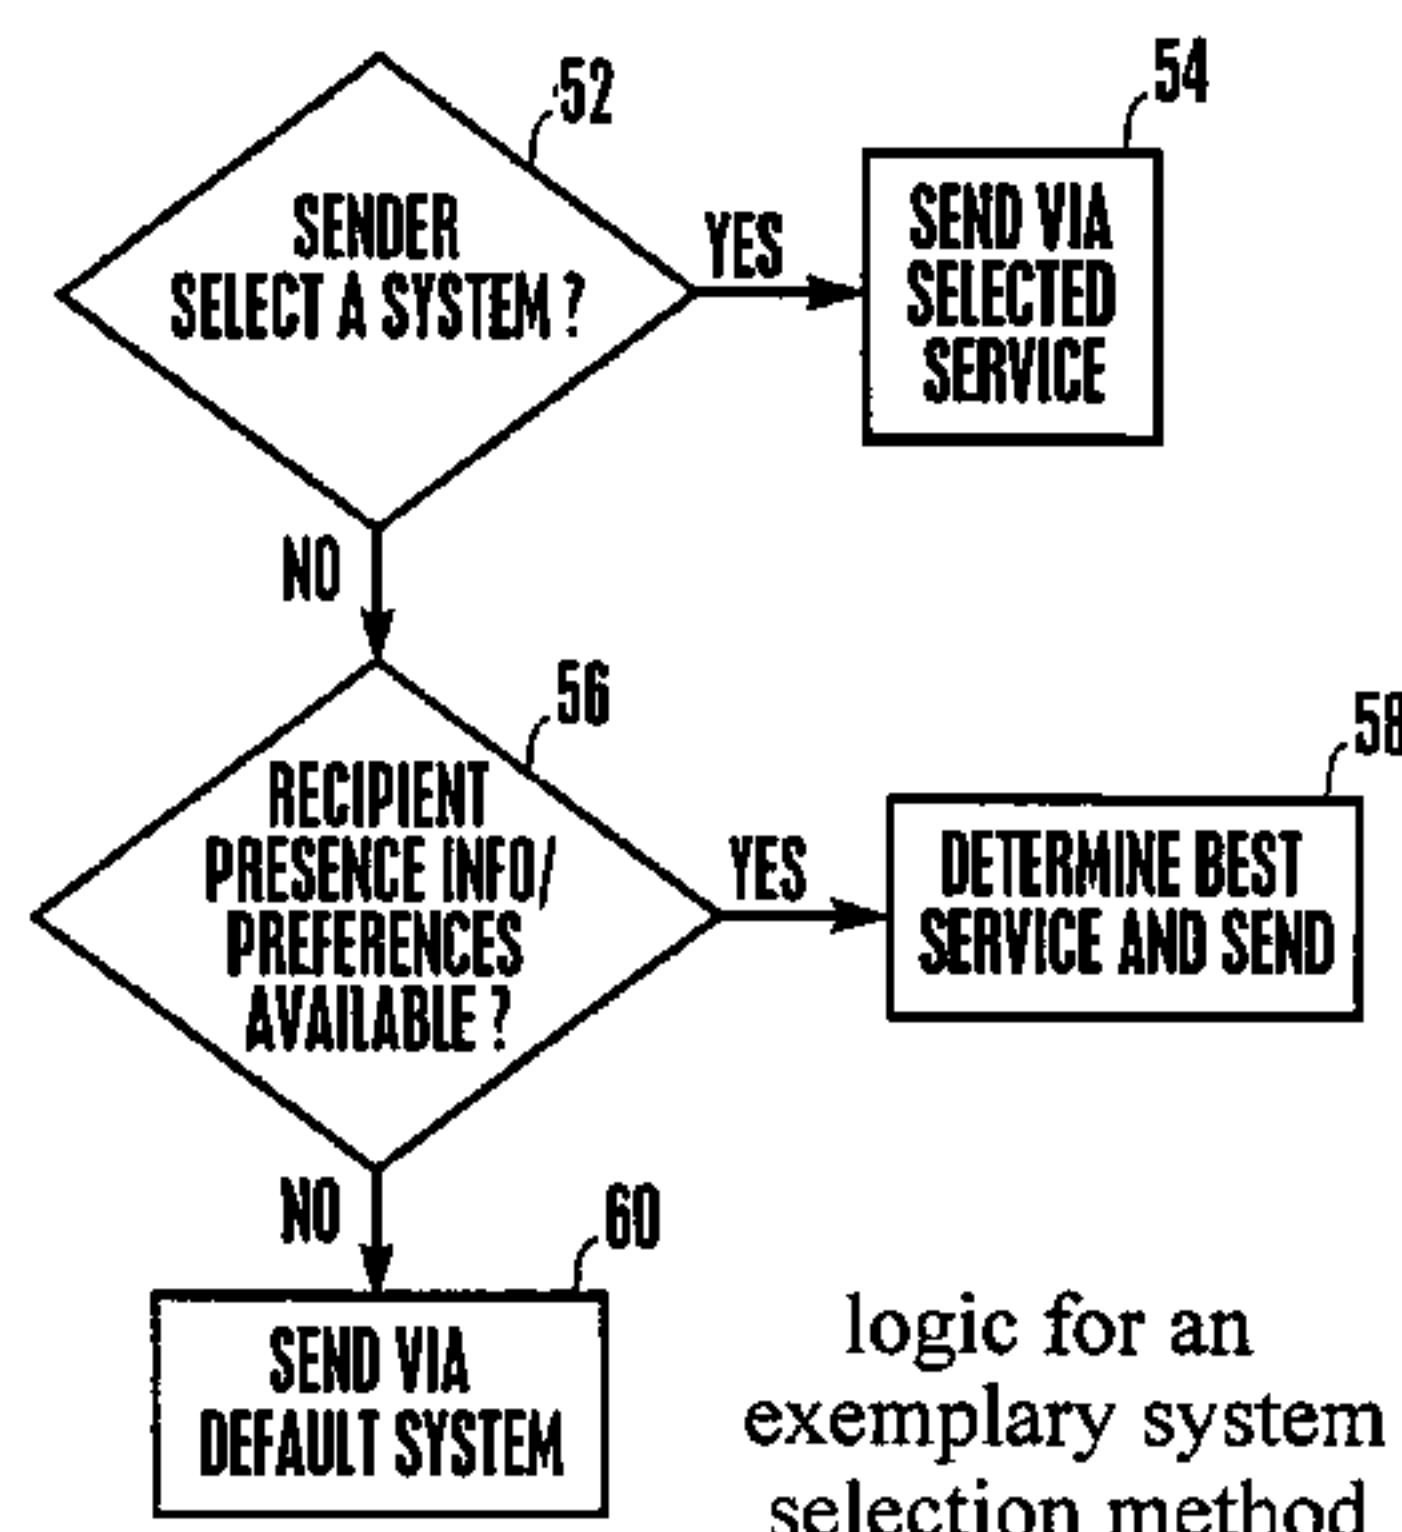 52
SENDER
SELECT A SYSTEM ?
YES
54
SEND VIA
SELECTED
SERVICE
NO
56
RECIPIENT
PRESENCE INFO/
PREFERENCES
AVAILABLE ?
YES
58
DETERMINE BEST
SERVICE AND SEND
NO
60
SEND VIA
DEFAULT SYSTEM
logic for an
exemplary system
selection method